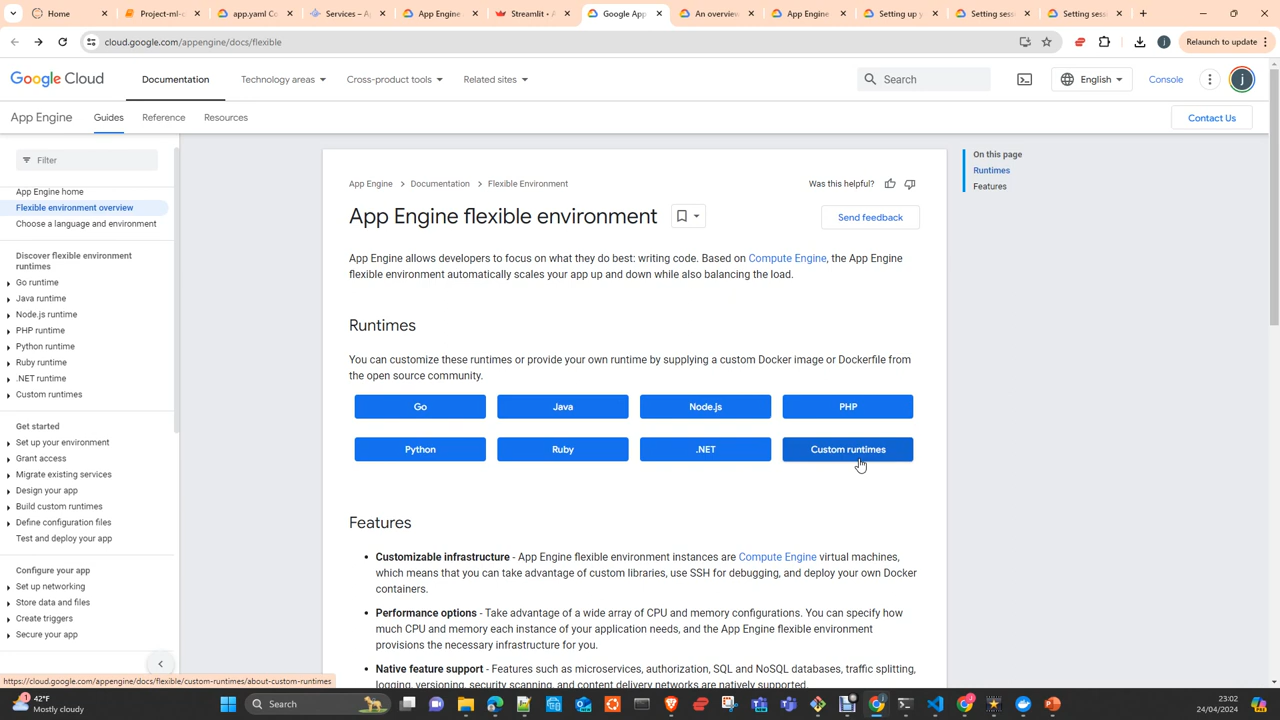 Home
Project-ml-
app.yaml Co
Services – Ap
App Engine
Streamlit • A
Google App
An overview
App Engine
Setting up y
Setting sess
Setting sess
cloud.google.com/appengine/docs/flexible
j
Relaunch to update
Google Cloud
Documentation
Technology areas
Cross-product tools
Related sites
Search
English
Console
j
App Engine
Guides
Reference
Resources
Contact Us
Filter
App Engine home
Flexible environment overview
Choose a language and environment
Discover flexible environment
runtimes
Go runtime
Java runtime
Node.js runtime
PHP runtime
Python runtime
Ruby runtime
.NET runtime
Custom runtimes
Get started
Set up your environment
Grant access
Migrate existing services
Design your app
Build custom runtimes
Define configuration files
Test and deploy your app
Configure your app
Set up networking
Store data and files
Create triggers
Secure your app
App Engine > Documentation > Flexible Environment
Was this helpful?
App Engine flexible environment
Send feedback
App Engine allows developers to focus on what they do best: writing code. Based on Compute Engine, the App Engine
flexible environment automatically scales your app up and down while also balancing the load.
Runtimes
You can customize these runtimes or provide your own runtime by supplying a custom Docker image or Dockerfile from
the open source community.
Go
Java
Node.js
PHP
Python
Ruby
.NET
Custom runtimes
Features
• Customizable infrastructure - App Engine flexible environment instances are Compute Engine virtual machines,
which means that you can take advantage of custom libraries, use SSH for debugging, and deploy your own Docker
containers.
• Performance options - Take advantage of a wide array of CPU and memory configurations. You can specify how
much CPU and memory each instance of your application needs, and the App Engine flexible environment
provisions the necessary infrastructure for you.
• Native feature support - Features such as microservices, authorization, SQL and NoSQL databases, traffic splitting,
logging, versioning, security scanning, and content delivery networks are natively supported.
On this page
Runtimes
Features
https://cloud.google.com/appengine/docs/flexible/custom-runtimes/about-custom-runtimes
42°F
Mostly cloudy
Search
23:02
24/04/2024